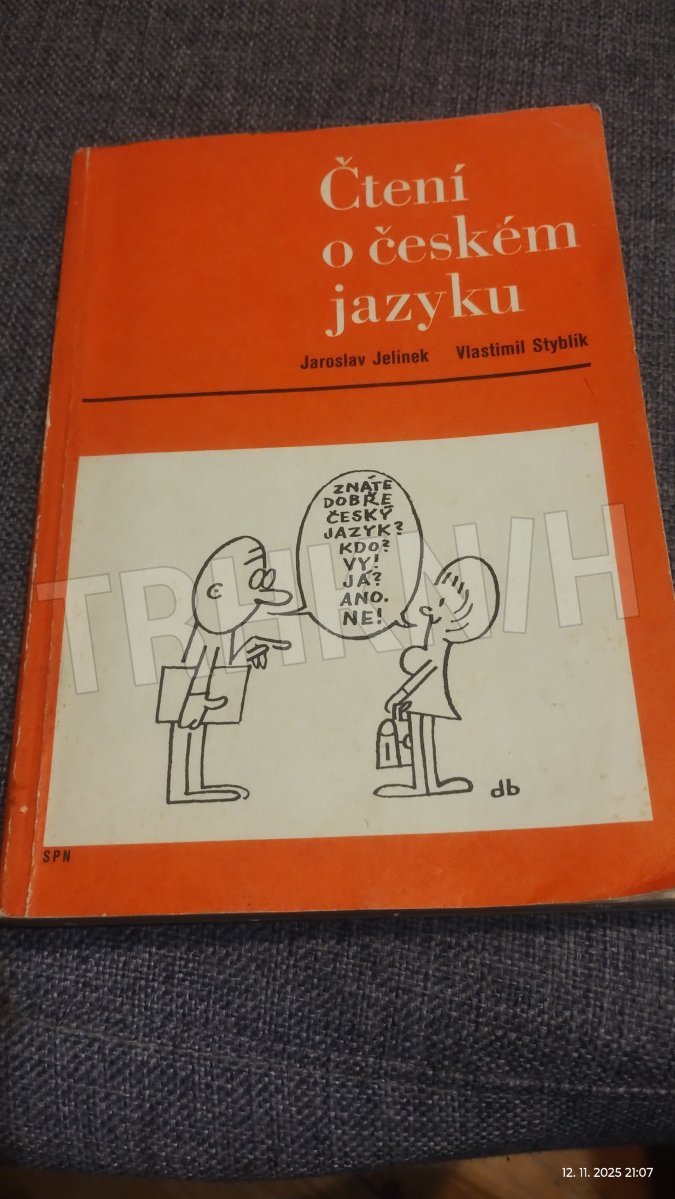 Čtení
o českém
jazyku
Jaroslav Jelínek Vlastimil Styblík
ZNÁTE
DOBŘE
ČESKÝ
JAZYK?
KDO?
VY!
JÁ?
ANO.
NE!
TRHKNIH
db
SPN
12. 11. 2025 21:07